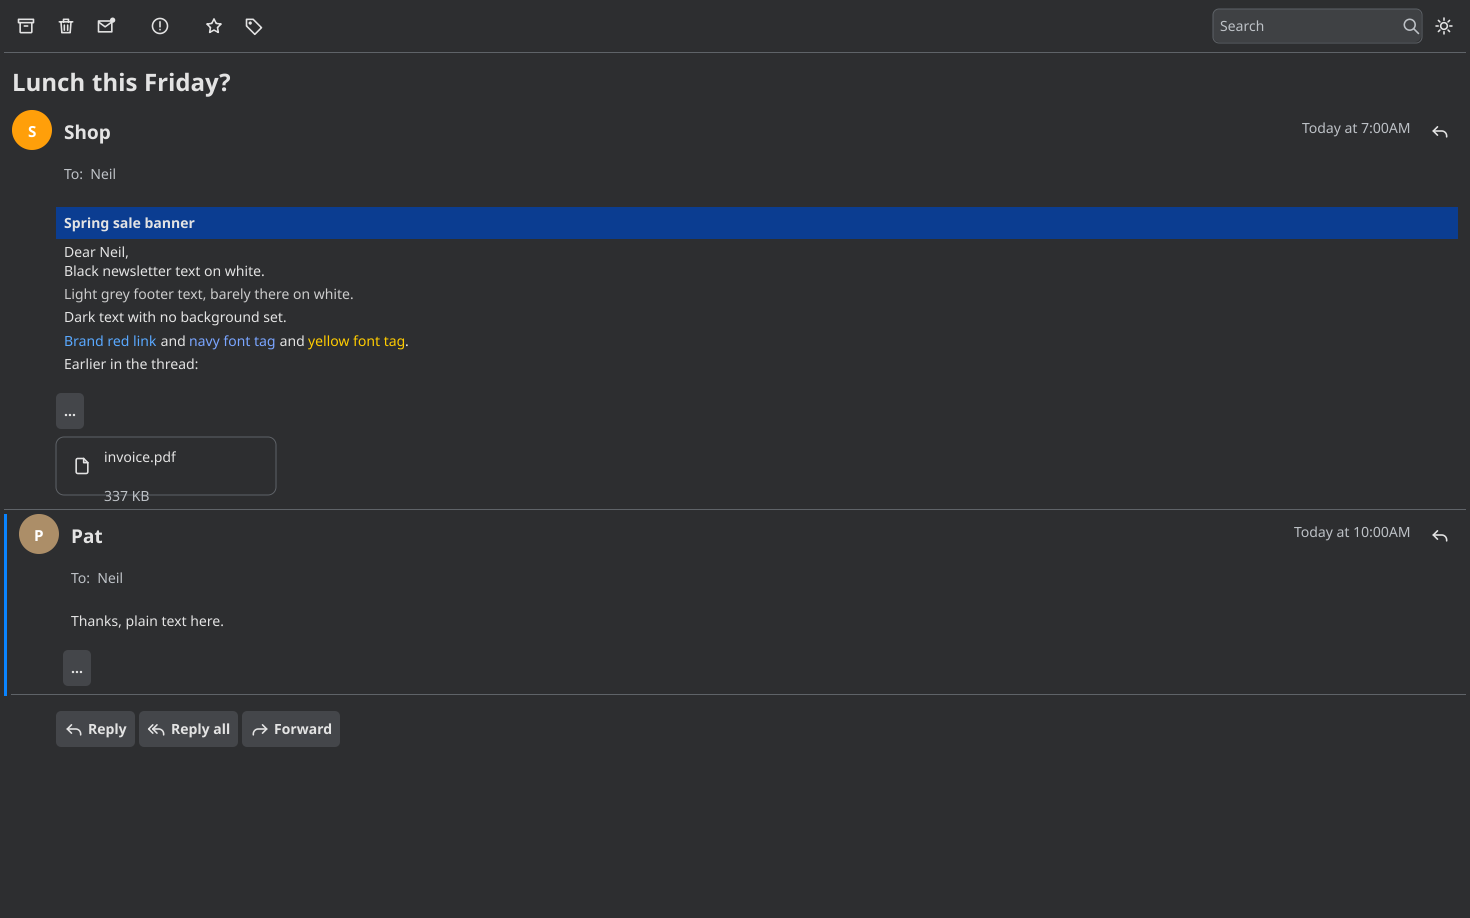 Search
Lunch this Friday?
S
Shop
Today at 7:00AM
To: Neil
Spring sale banner
Dear Neil,
Black newsletter text on white.
Light grey footer text, barely there on white.
Dark text with no background set.
Brand red link and navy font tag and yellow font tag.
Earlier in the thread:
...
invoice.pdf
337 KB
P
Pat
Today at 10:00AM
To: Neil
Thanks, plain text here.
...
Reply
Reply all
Forward